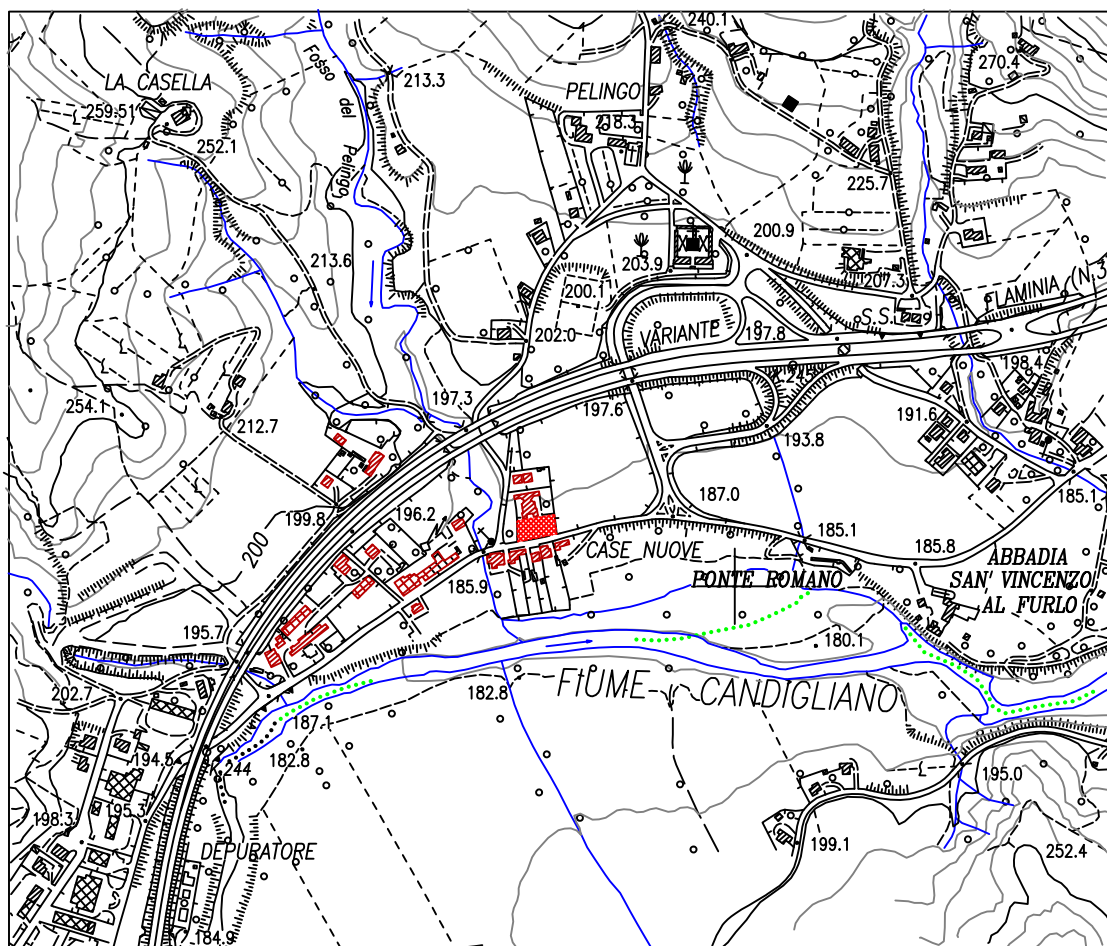 240.1
270.4
Fosso
del
Pelingo
213.3
LA CASELLA
259.51
PELINGO
218.3
252.1
225.7
200.9
213.6
203.9
207.3
200.1
LAMINIA (N.3
S.S.
VARIANTE
197.8
202.0
198.4
197.3
197.6
254.1
212.7
191.6
193.8
187.0
185.1
199.8
196.2
200
185.1
CASE NUOVE
185.8
ABBADIA
SAN' VINCENZO
AL FURLO
PONTE ROMANO
185.9
195.7
180.1
182.8
FIUME CANDIGLIANO
202.7
187.1
194.5
182.8
244
195.0
195.3
198.3
199.1
DEPURATORE
252.4
184.9